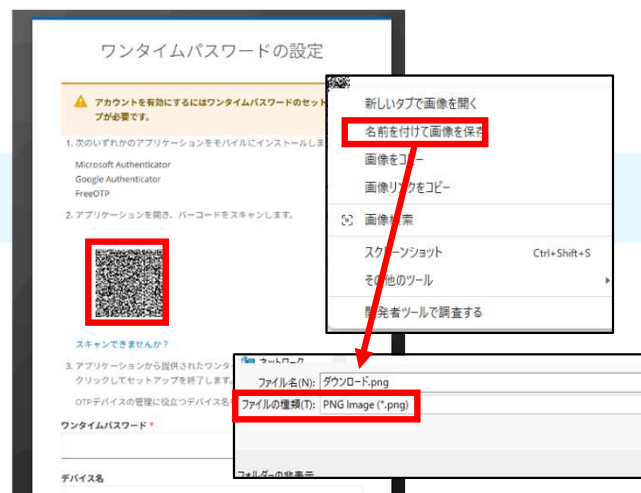 ワンタイムパスワードの設定
アカウントを有効にするにはワンタイムパスワードのセット
プが必要です。
1. 次のいずれかのアプリケーションをモバイルにインストールしま
Microsoft Authenticator
Google Authenticator
FreeOTP
2. アプリケーションを開き、バーコードをスキャンします。
スキャンできませんか?
3. アプリケーションから提供されたワンタ
クリックしてセットアップを終了します。
OTPデバイスの管理に役立つデバイス名
ワンタイムパスワード *
デバイス名
新しいタブで画像を開く
名前を付けて画像を保存
画像をコピー
画像リンクをコピー
画像検索
スクリーンショット Ctrl+Shift+S
その他のツール
開発者ツールで調査する
ネットワーク
ファイル名(N): ダウンロード.png
ファイルの種類(T): PNG Image (*.png)
フォルダーの非表示